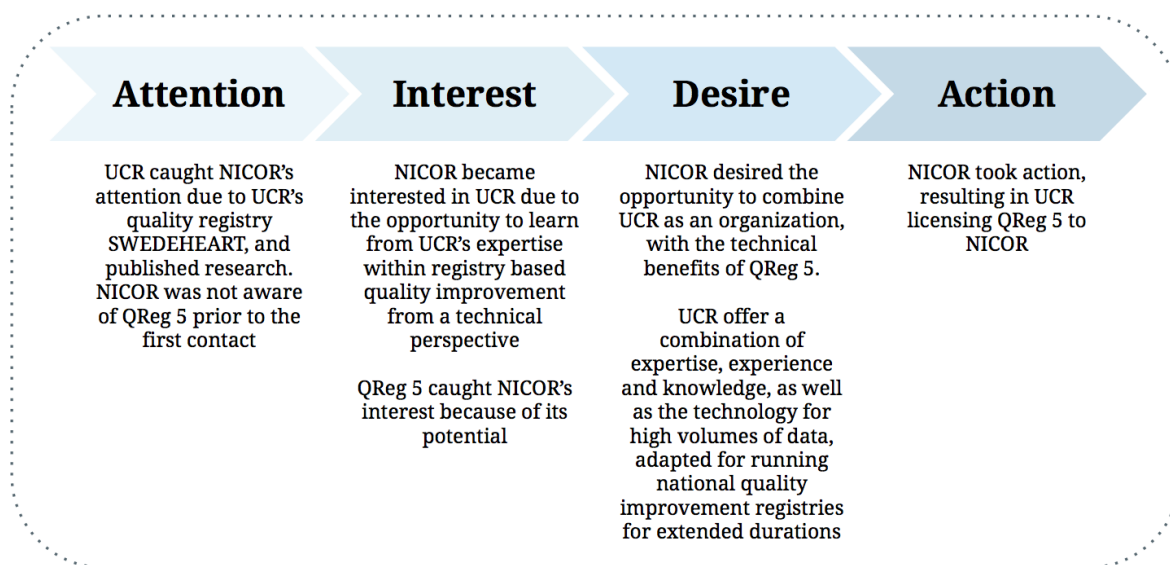 Attention
Interest
Desire
Action
UCR caught NICOR’s
attention due to UCR’s
quality registry
SWEDEHEART, and
published research.
NICOR was not aware
of QReg 5 prior to the
first contact
NICOR became
interested in UCR due to
the opportunity to learn
from UCR’s expertise
within registry based
quality improvement
from a technical
perspective
QReg 5 caught NICOR’s
interest because of its
potential
NICOR desired the
opportunity to combine
UCR as an organization,
with the technical
benefits of QReg 5.
UCR offer a
combination of
expertise, experience
and knowledge, as well
as the technology for
high volumes of data,
adapted for running
national quality
improvement registries
for extended durations
NICOR took action,
resulting in UCR
licensing QReg 5 to
NICOR